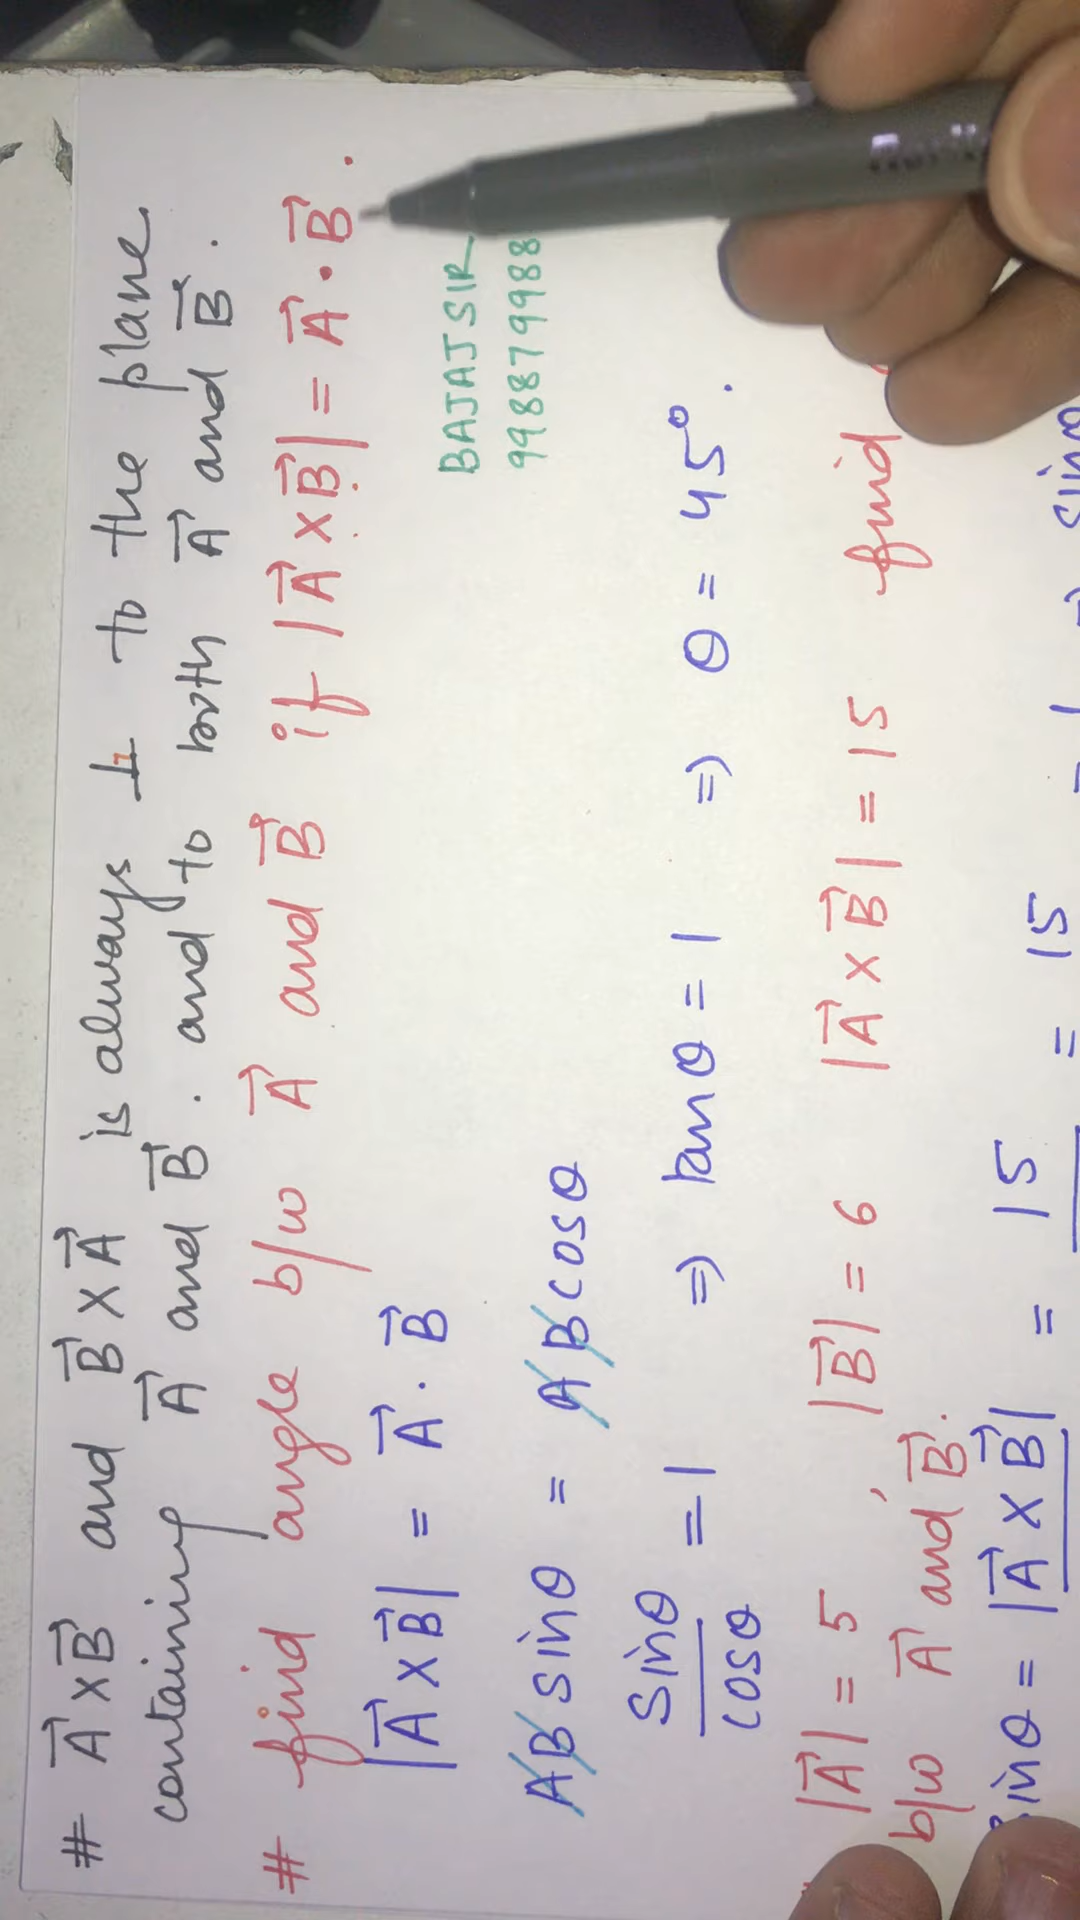 # A⃗ × B⃗ and B⃗ × A⃗ is always ⊥ to the plane
containing A⃗ and B⃗ . and to both A⃗ and B⃗ .
# find angle b/w A⃗ and B⃗ if |A⃗ × B⃗| = A⃗ · B⃗ .
|A⃗ × B⃗| = A⃗ . B⃗
BAJAJ SIR
998879988
AB sinθ = AB cosθ
sinθ/cosθ = 1 ⇒ tanθ = 1 ⇒ θ = 45° .
|A⃗| = 5 , |B⃗| = 6 |A⃗ × B⃗| = 15 find
b/w A⃗ and B⃗.
sinθ = |A⃗ × B⃗| = 15 = 15